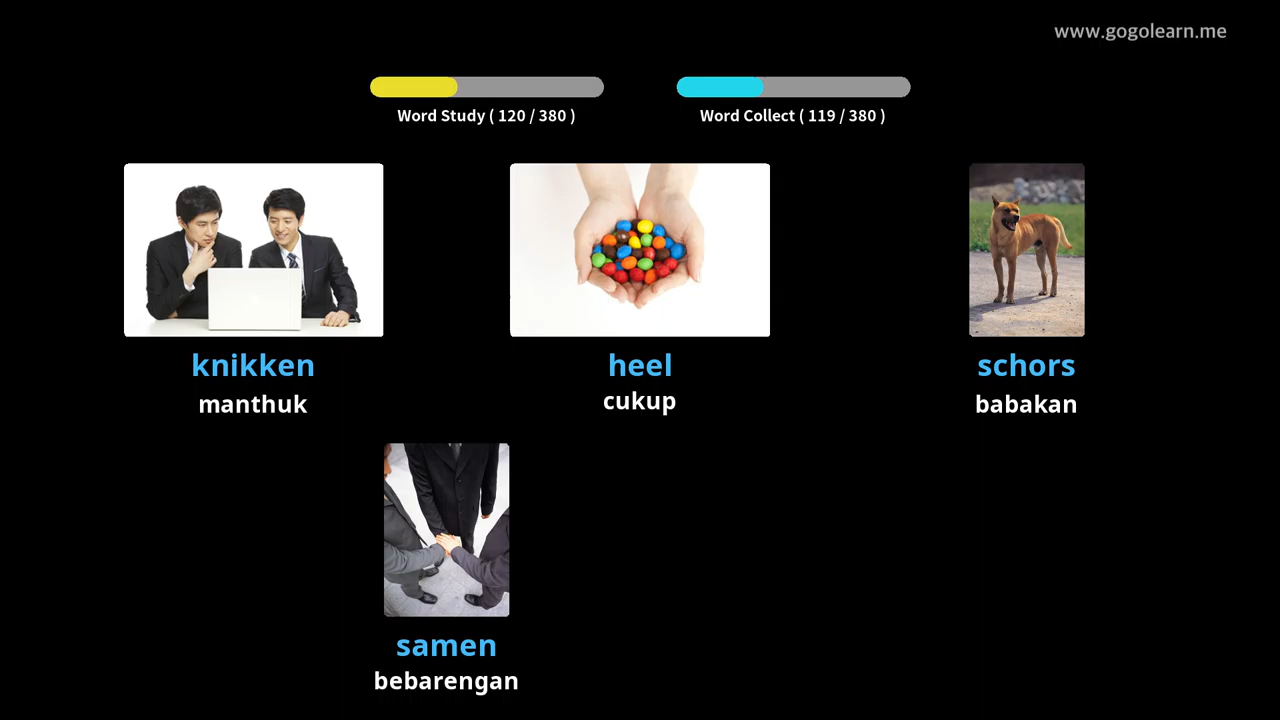 www.gogolearn.me
Word Study ( 120 / 380 )
Word Collect ( 119 / 380 )
knikken
manthuk
heel
cukup
schors
babakan
samen
bebarengan